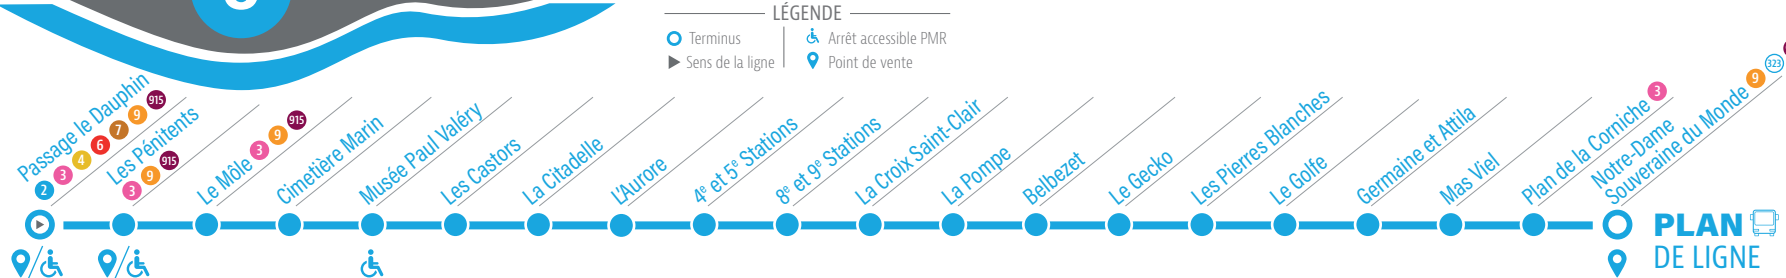 LÉGENDE
Terminus
Arrêt accessible PMR
Sens de la ligne
Point de vente
Passage le Dauphin
2 3 4 6 7 9 915
Les Pénitents
3 9 915
Le Môle 3 9 915
Cimetière Marin
Musée Paul Valéry
Les Castors
La Citadelle
L'Aurore
4e et 5e Stations
8e et 9e Stations
La Croix Saint-Clair
La Pompe
Belbezet
Le Gecko
Les Pierres Blanches
Le Golfe
Germaine et Attila
Mas Viel
Plan de la Corniche 3
Notre-Dame
Souveraine du Monde 9 323
PLAN
DE LIGNE